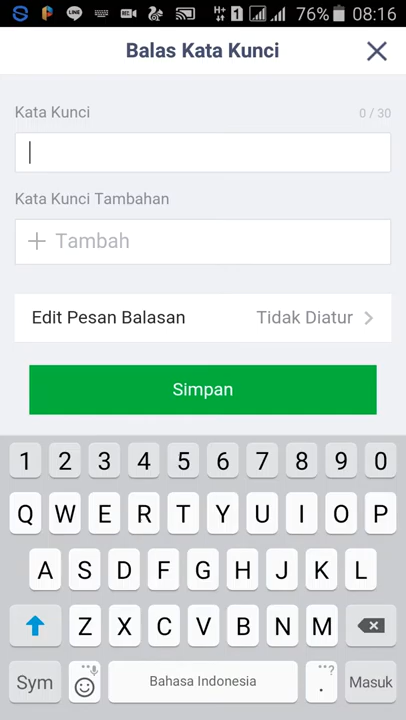 H+ 1 76% 08:16
Balas Kata Kunci
Kata Kunci 0 / 30
Kata Kunci Tambahan
+ Tambah
Edit Pesan Balasan Tidak Diatur >
Simpan
1 2 3 4 5 6 7 8 9 0
Q W E R T Y U I O P
A S D F G H J K L
Z X C V B N M
Sym Bahasa Indonesia . ...? Masuk